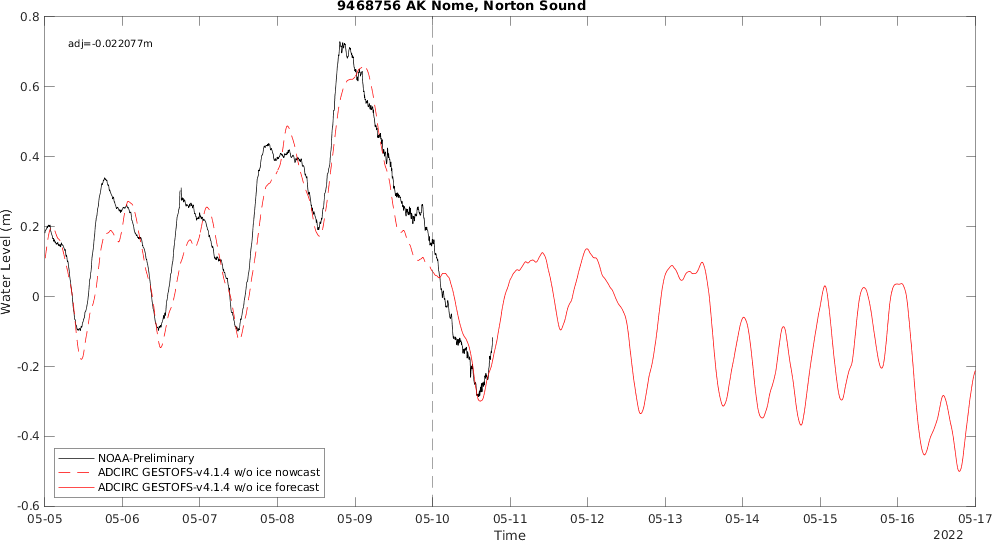 9468756 AK Nome, Norton Sound
adj=-0.022077m
Water Level (m)
0.8
0.6
0.4
0.2
0
-0.2
-0.4
-0.6
NOAA-Preliminary
ADCIRC GESTOFS-v4.1.4 w/o ice nowcast
ADCIRC GESTOFS-v4.1.4 w/o ice forecast
05-05 05-06 05-07 05-08 05-09 05-10 05-11 05-12 05-13 05-14 05-15 05-16 05-17
Time
2022